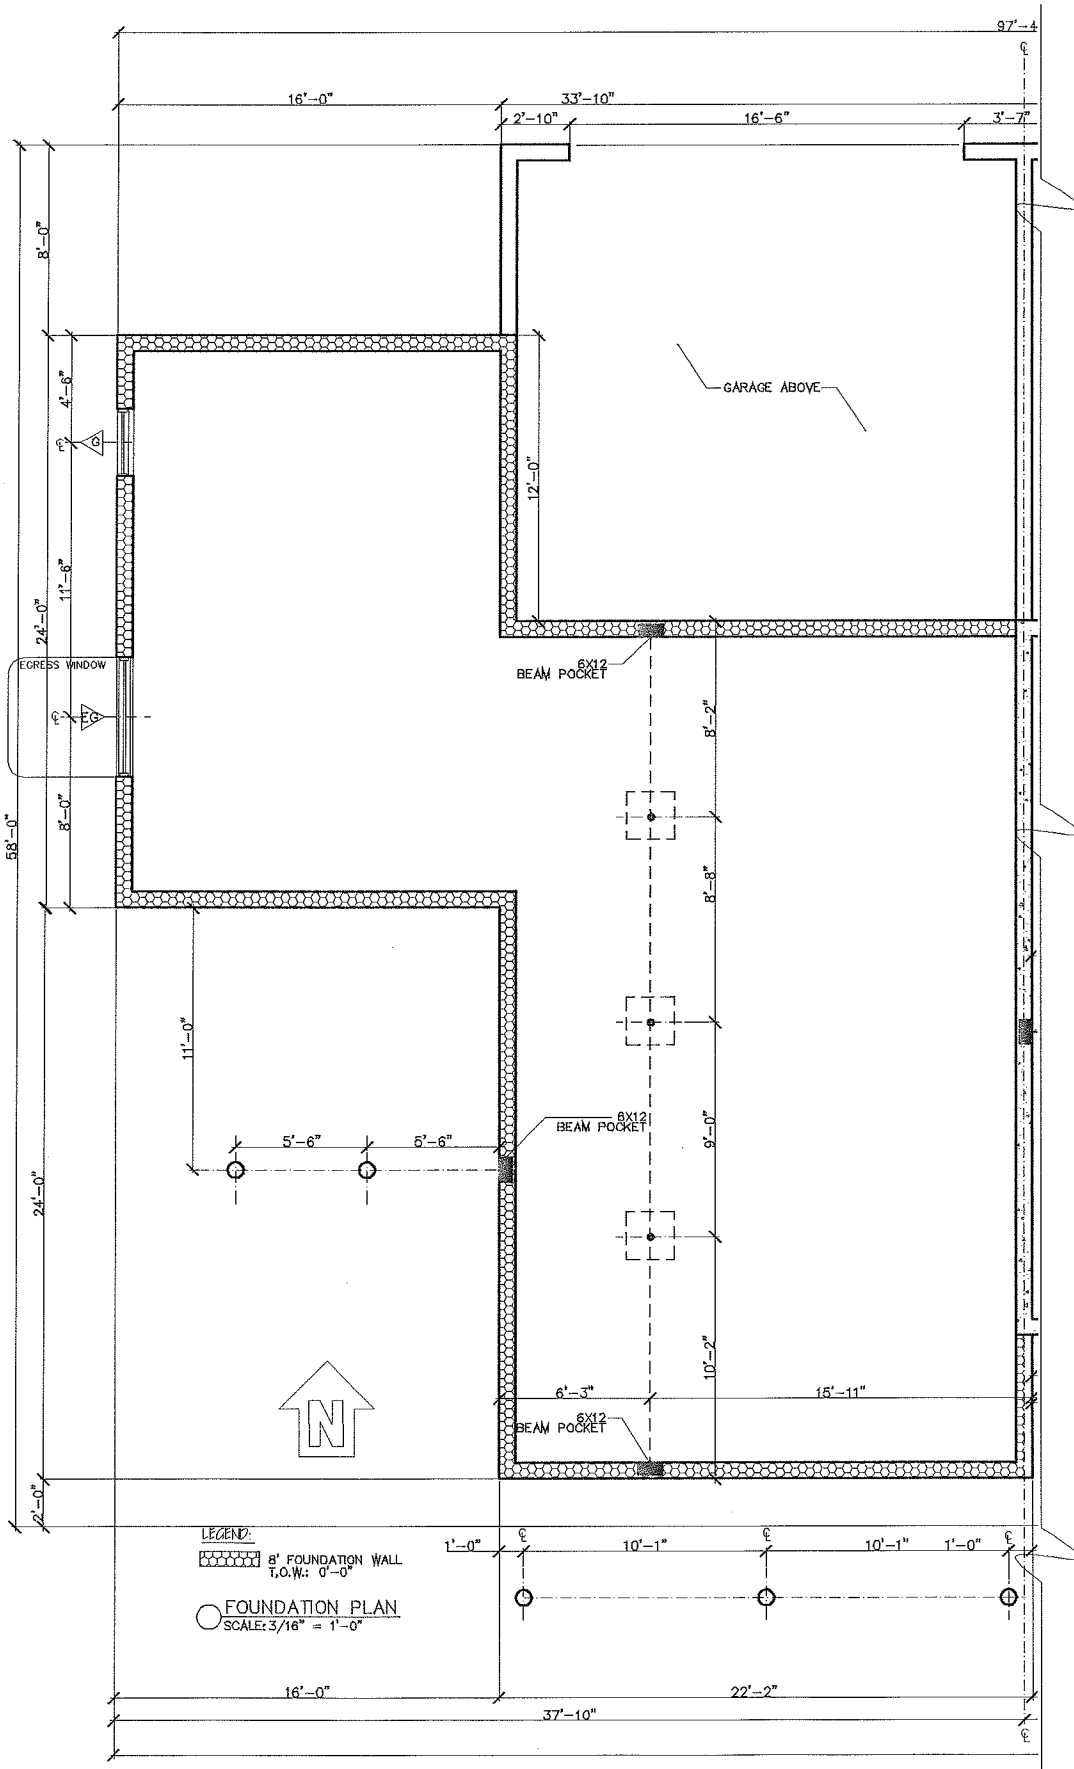 97'-4
℄
16'-0"
33'-10"
2'-10"
16'-6"
3'-7"
8'-0"
4'-6"
GARAGE ABOVE
℄
G
12'-0"
11'-6"
24'-0"
EGRESS WINDOW
6X12
BEAM POCKET
℄
EG
8'-2"
8'-0"
58'-0"
8'-8"
11'-0"
6X12
BEAM POCKET
9'-0"
5'-6"
5'-6"
24'-0"
10'-2"
6'-3"
15'-11"
N
6X12
BEAM POCKET
2'-0"
LEGEND:
8' FOUNDATION WALL
T.O.W.: 0'-0"
1'-0"
℄
10'-1"
℄
10'-1"
1'-0"
℄
FOUNDATION PLAN
SCALE: 3/16" = 1'-0"
16'-0"
22'-2"
37'-10"
℄